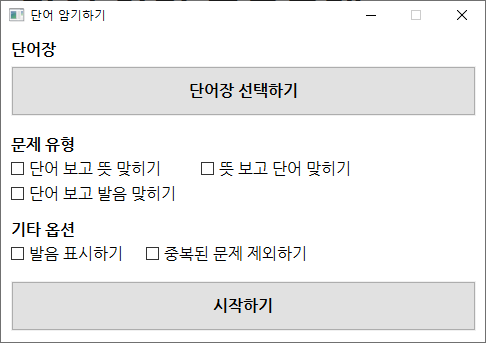 단어 암기하기
단어장
단어장 선택하기
문제 유형
단어 보고 뜻 맞히기 뜻 보고 단어 맞히기
단어 보고 발음 맞히기
기타 옵션
발음 표시하기 중복된 문제 제외하기
시작하기